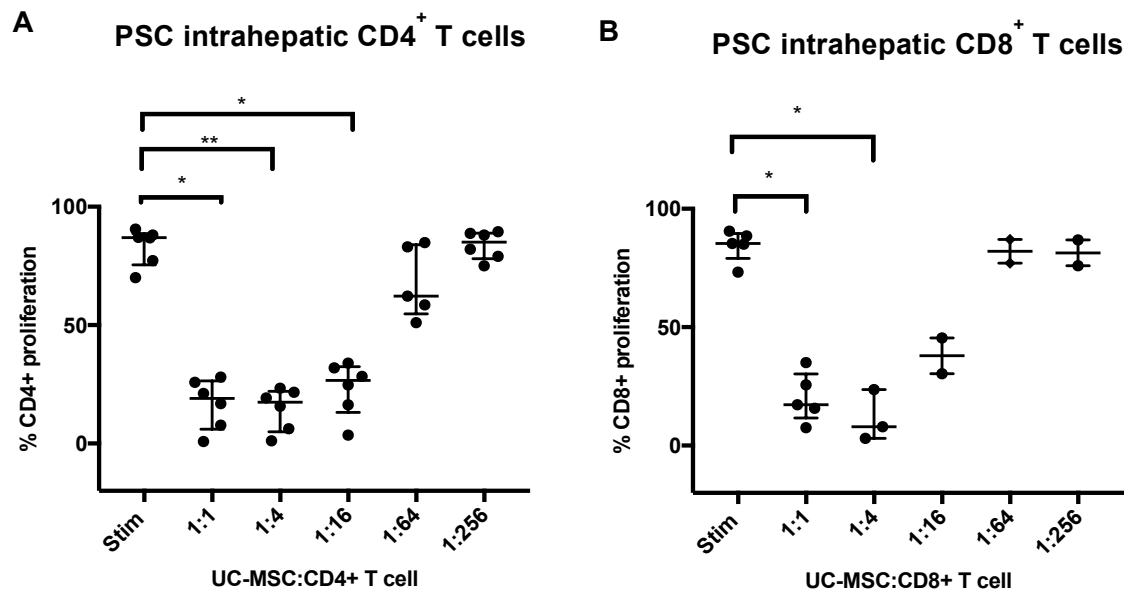 A
PSC intrahepatic CD4+ T cells
*
**
*
100
50
0
% CD4+ proliferation
Stim
1:1
1:4
1:16
1:64
1:256
UC-MSC:CD4+ T cell
B
PSC intrahepatic CD8+ T cells
*
*
100
50
0
% CD8+ proliferation
Stim
1:1
1:4
1:16
1:64
1:256
UC-MSC:CD8+ T cell